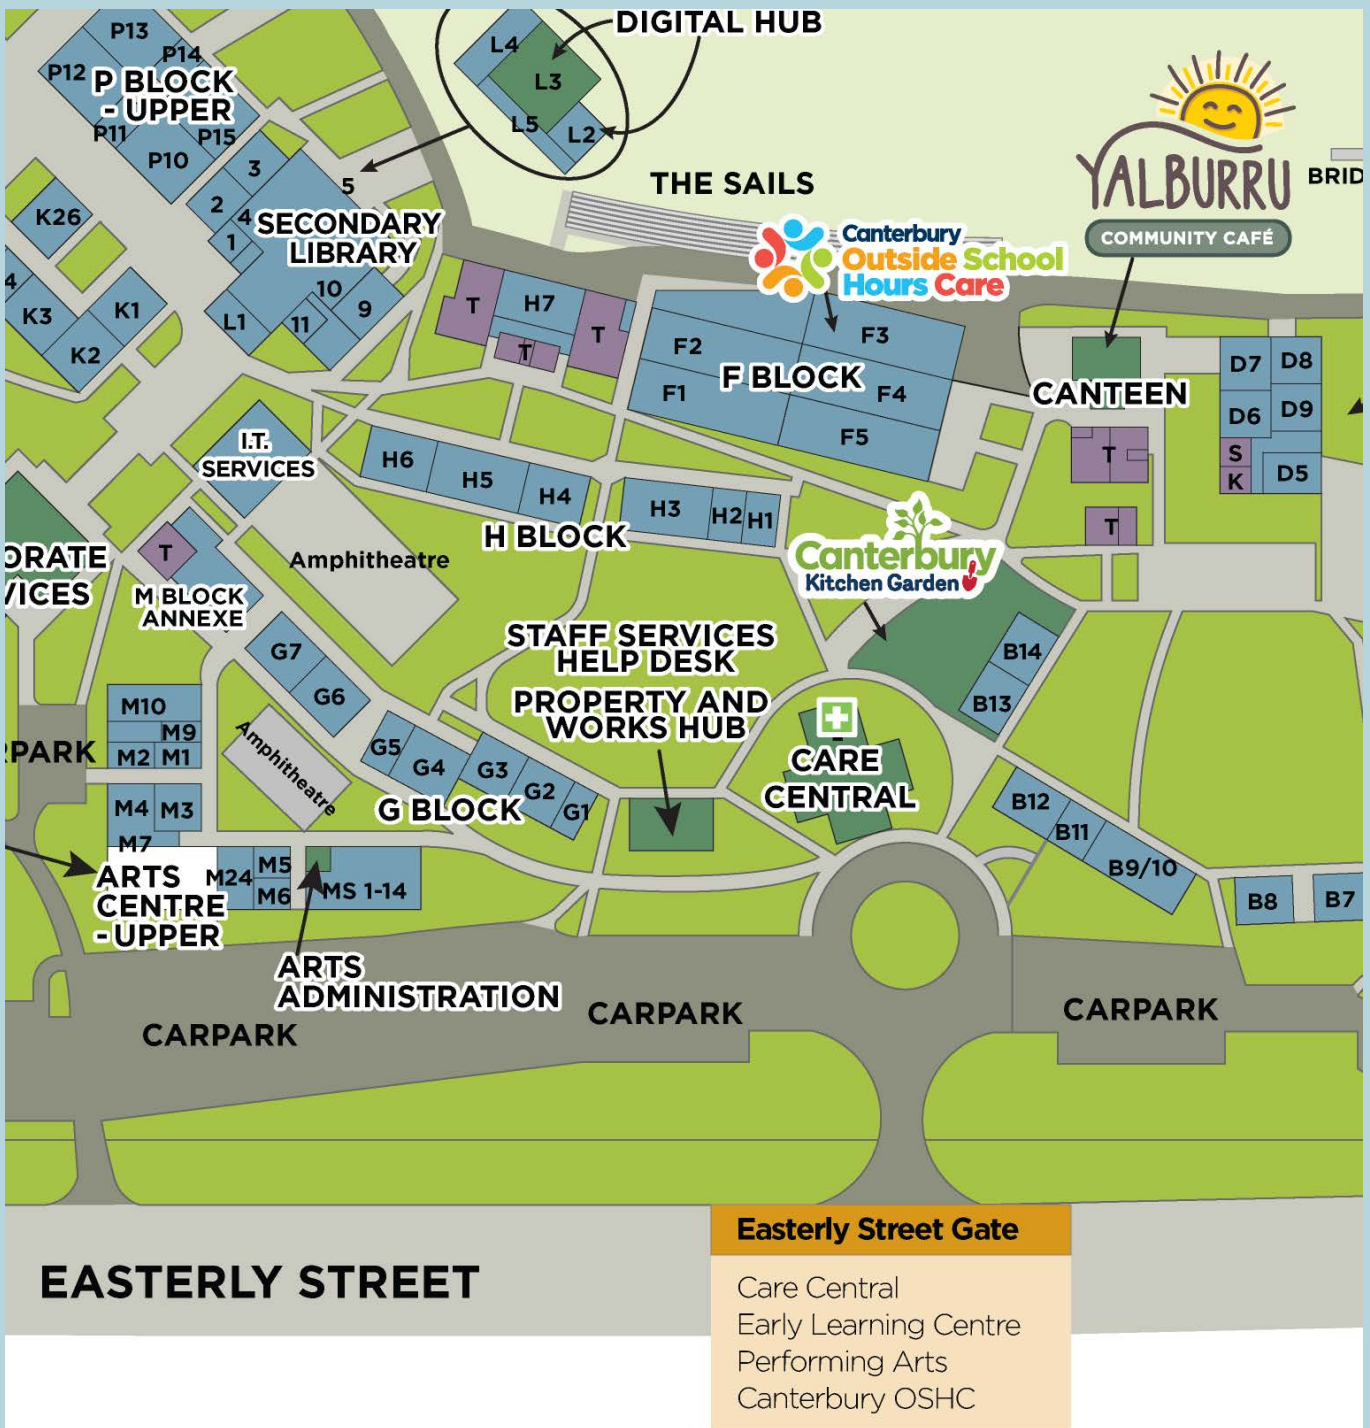 DIGITAL HUB
P13
P14
P12
P BLOCK
- UPPER
P11
P15
P10
L4
L3
L5
L2
3
5
2
4
1
SECONDARY
LIBRARY
10
9
11
L1
K26
4
K3
K1
K2
THE SAILS
Canterbury
Outside School
Hours Care
YALBURRU
COMMUNITY CAFÉ
BRID
T
H7
T
T
F2
F3
F BLOCK
F1
F4
F5
CANTEEN
D7
D8
D6
D9
S
K
D5
T
T
I.T.
SERVICES
H6
H5
H4
H3
H2
H1
H BLOCK
Canterbury
Kitchen Garden
ORATE
VICES
T
M BLOCK
ANNEXE
Amphitheatre
G7
G6
STAFF SERVICES
HELP DESK
PROPERTY AND
WORKS HUB
B14
B13
M10
M9
M2
M1
RPARK
Amphitheatre
G5
G4
G3
G2
G1
G BLOCK
CARE
CENTRAL
M4
M3
M7
B12
B11
B9/10
B8
B7
ARTS
CENTRE
- UPPER
M24
M5
M6
MS 1-14
ARTS
ADMINISTRATION
CARPARK
CARPARK
CARPARK
EASTERLY STREET
Easterly Street Gate
Care Central
Early Learning Centre
Performing Arts
Canterbury OSHC